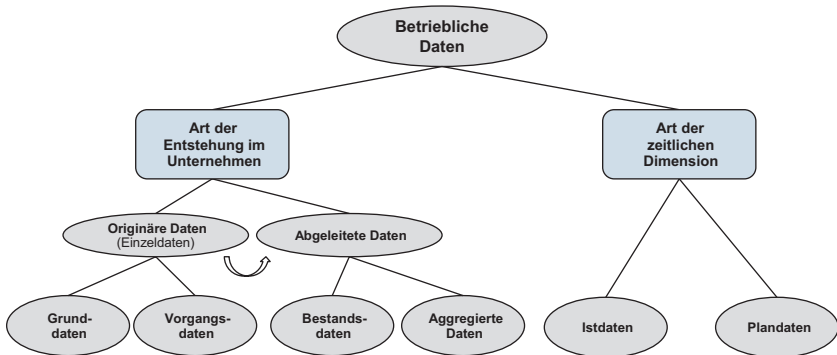 Betriebliche
Daten
Art der
Entstehung im
Unternehmen
Art der
zeitlichen
Dimension
Originäre Daten
(Einzeldaten)
Abgeleitete Daten
Grund-
daten
Vorgangs-
daten
Bestands-
daten
Aggregierte
Daten
Istdaten
Plandaten